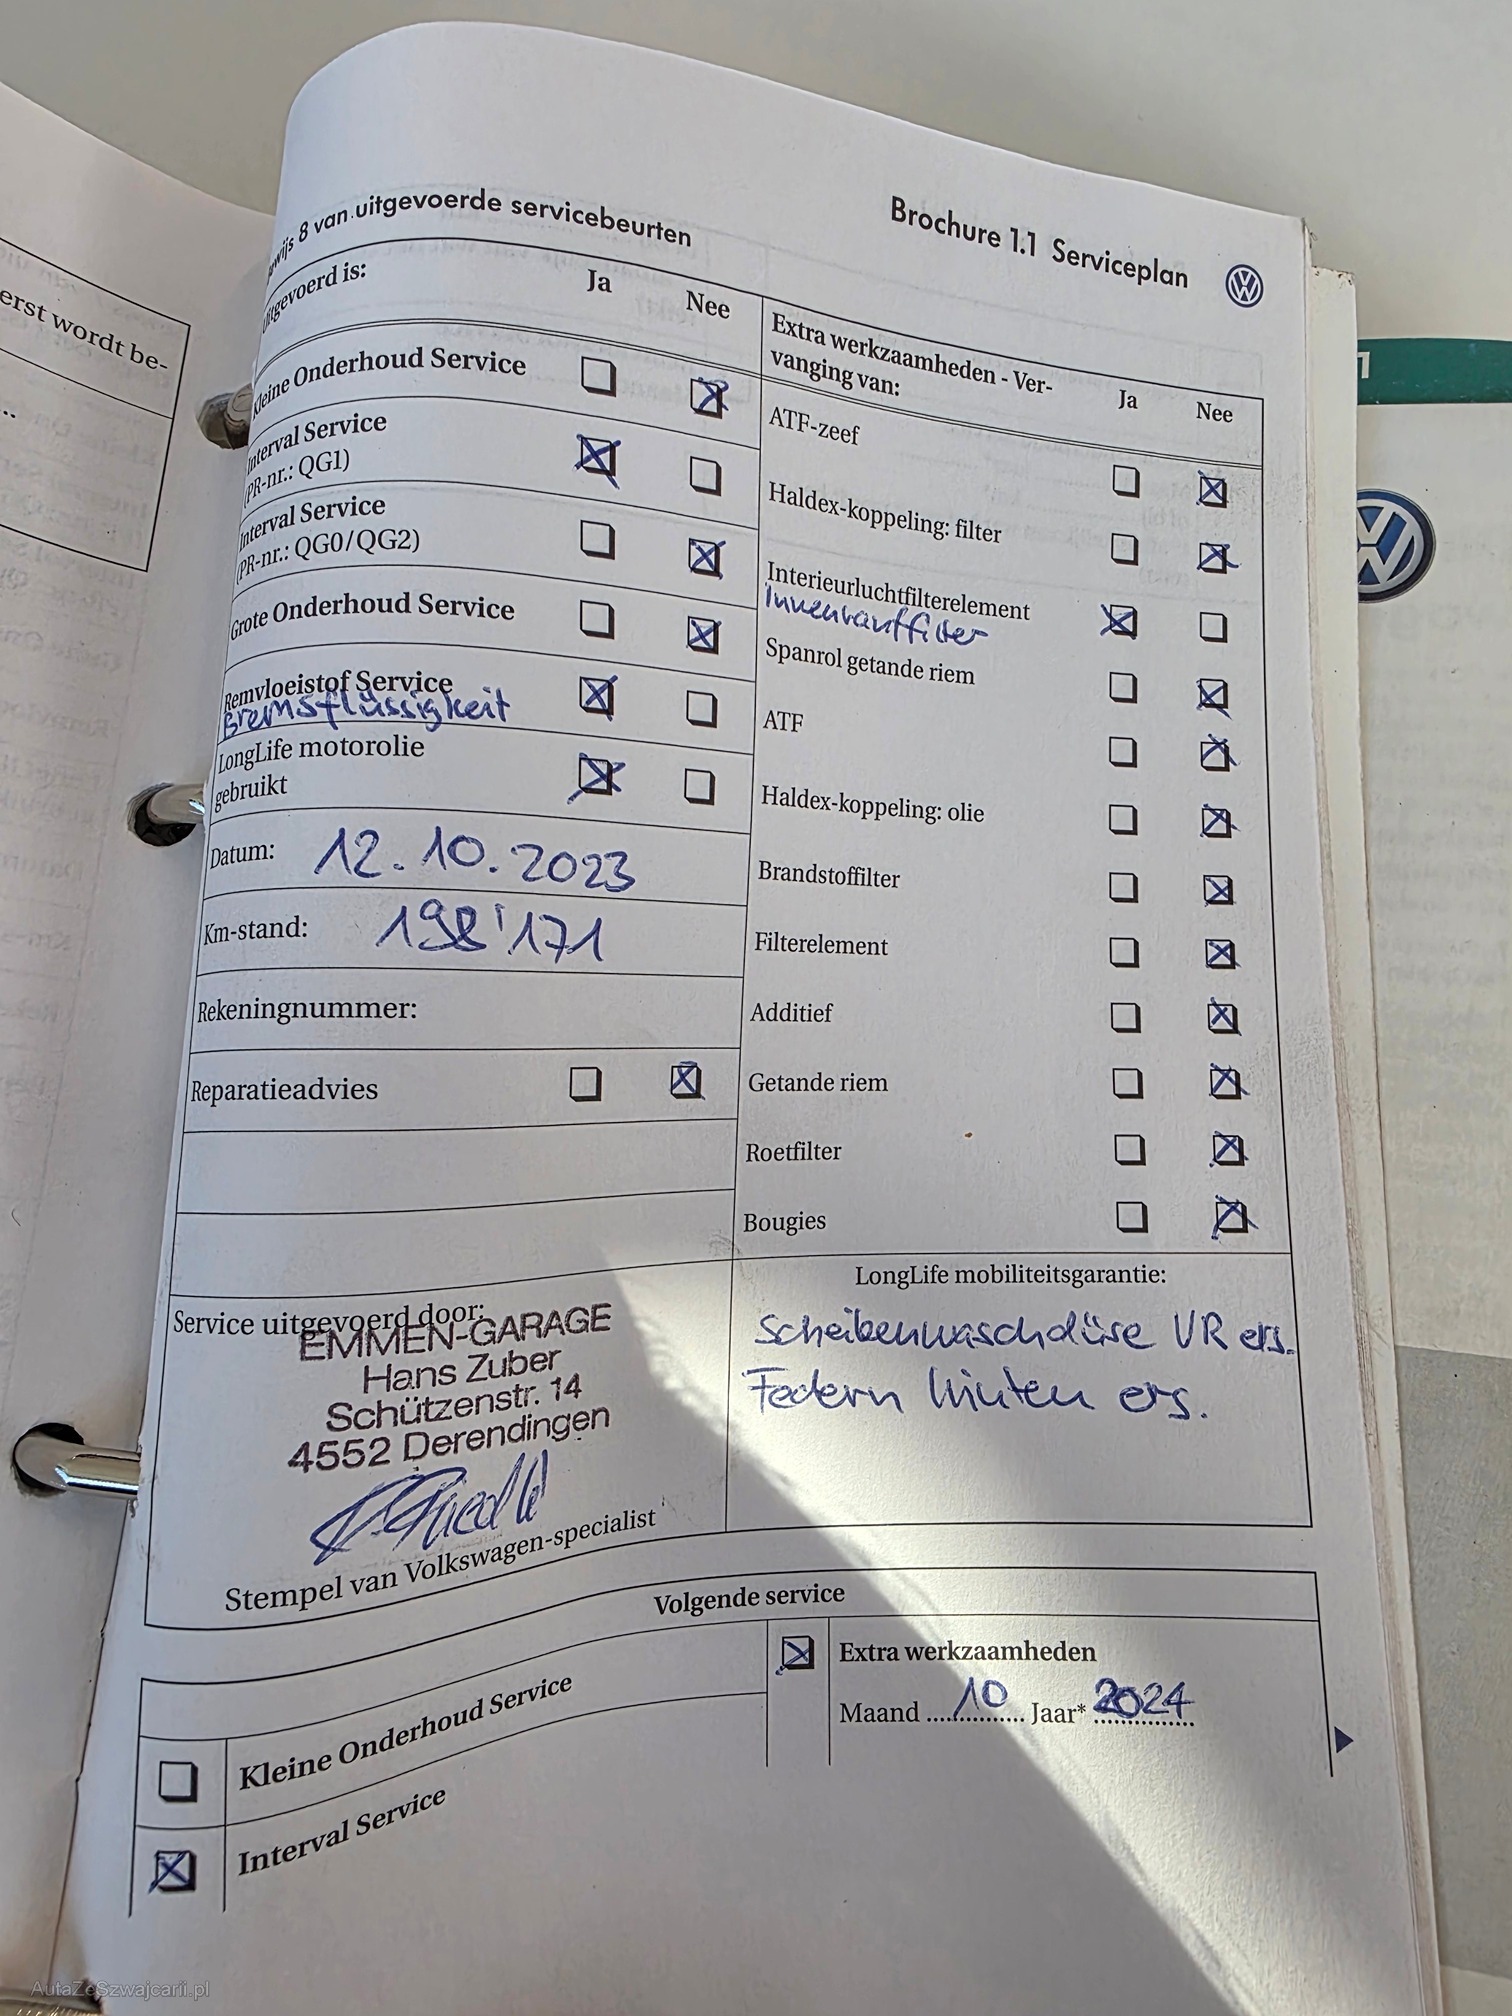 8 van uitgevoerde servicebeurten
Brochure 1.1 Serviceplan
erst wordt be-
...
Uitgevoerd is:
Ja
Nee
Kleine Onderhoud Service
Interval Service
(PR-nr.: QG1)
Interval Service
(PR-nr.: QG0/QG2)
Grote Onderhoud Service
Remvloeistof Service
Bremsflüssigkeit
LongLife motorolie
gebruikt
Datum: 12.10.2023
Km-stand: 198'171
Rekeningnummer:
Reparatieadvies
Service uitgevoerd door:
EMMEN-GARAGE
Hans Zuber
Schützenstr. 14
4552 Derendingen
Stempel van Volkswagen-specialist
Extra werkzaamheden - Ver-
vanging van:
Ja
Nee
ATF-zeef
Haldex-koppeling: filter
Interieurluchtfilterelement
Spanrol getande riem
ATF
Haldex-koppeling: olie
Brandstoffilter
Filterelement
Additief
Getande riem
Roetfilter
Bougies
LongLife mobiliteitsgarantie:
Scheibenwaschdüse VR ers.
Federn hinten ers.
Volgende service
Kleine Onderhoud Service
Interval Service
Extra werkzaamheden
Maand 10 Jaar* 2024
1
AutaZeSzwajcarii.pl